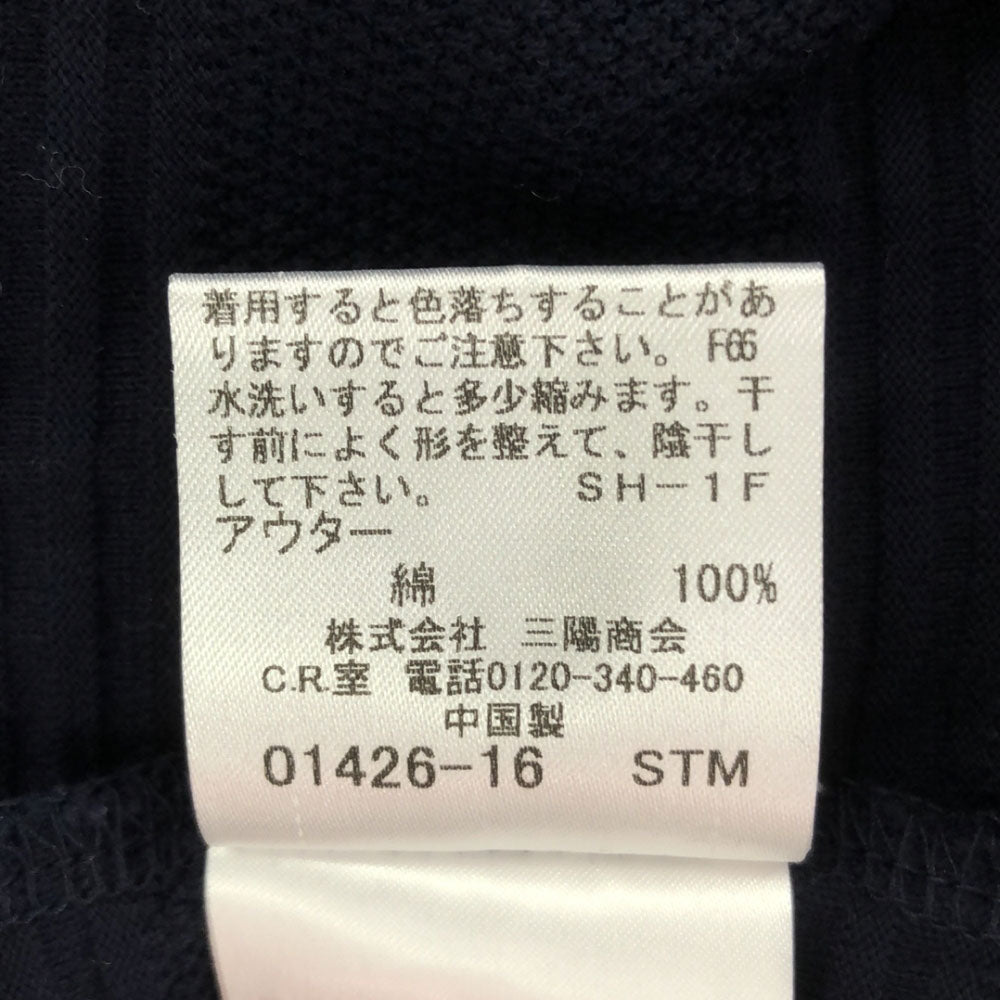 着用すると色落ちすることがあ
りますのでご注意下さい。 F66
水洗いすると多少縮みます。干
す前によく形を整えて、陰干し
して下さい。 SH-1F
アウター
綿 100%
株式会社 三陽商会
C.R.室 電話0120-340-460
中国製
01426-16 STM